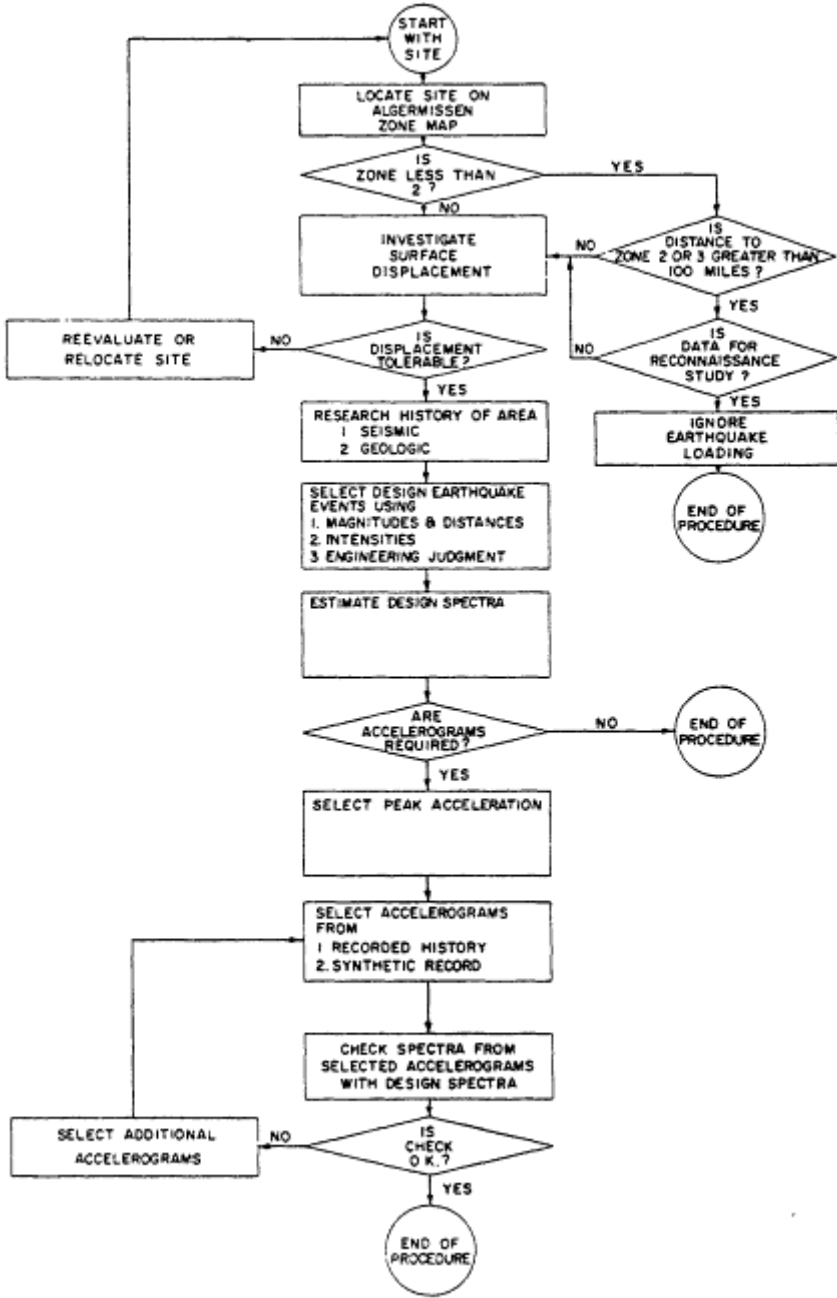 START
WITH
SITE
LOCATE SITE ON
ALGERMISSEN
ZONE MAP
IS
ZONE LESS THAN
2 ?
YES
NO
INVESTIGATE
SURFACE
DISPLACEMENT
NO
IS
DISTANCE TO
ZONE 2 OR 3 GREATER THAN
100 MILES ?
YES
REEVALUATE OR
RELOCATE SITE
NO
IS
DISPLACEMENT
TOLERABLE?
NO
IS
DATA FOR
RECONNAISSANCE
STUDY ?
YES
YES
RESEARCH HISTORY OF AREA
1 SEISMIC
2 GEOLOGIC
IGNORE
EARTHQUAKE
LOADING
SELECT DESIGN EARTHQUAKE
EVENTS USING
1. MAGNITUDES & DISTANCES
2. INTENSITIES
3 ENGINEERING JUDGMENT
END OF
PROCEDURE
ESTIMATE DESIGN SPECTRA
ARE
ACCELEROGRAMS
REQUIRED?
NO
END OF
PROCEDURE
YES
SELECT PEAK ACCELERATION
SELECT ACCELEROGRAMS
FROM
1 RECORDED HISTORY
2. SYNTHETIC RECORD
CHECK SPECTRA FROM
SELECTED ACCELEROGRAMS
WITH DESIGN SPECTRA
SELECT ADDITIONAL
ACCELEROGRAMS
NO
IS
CHECK
O K.?
YES
END OF
PROCEDURE